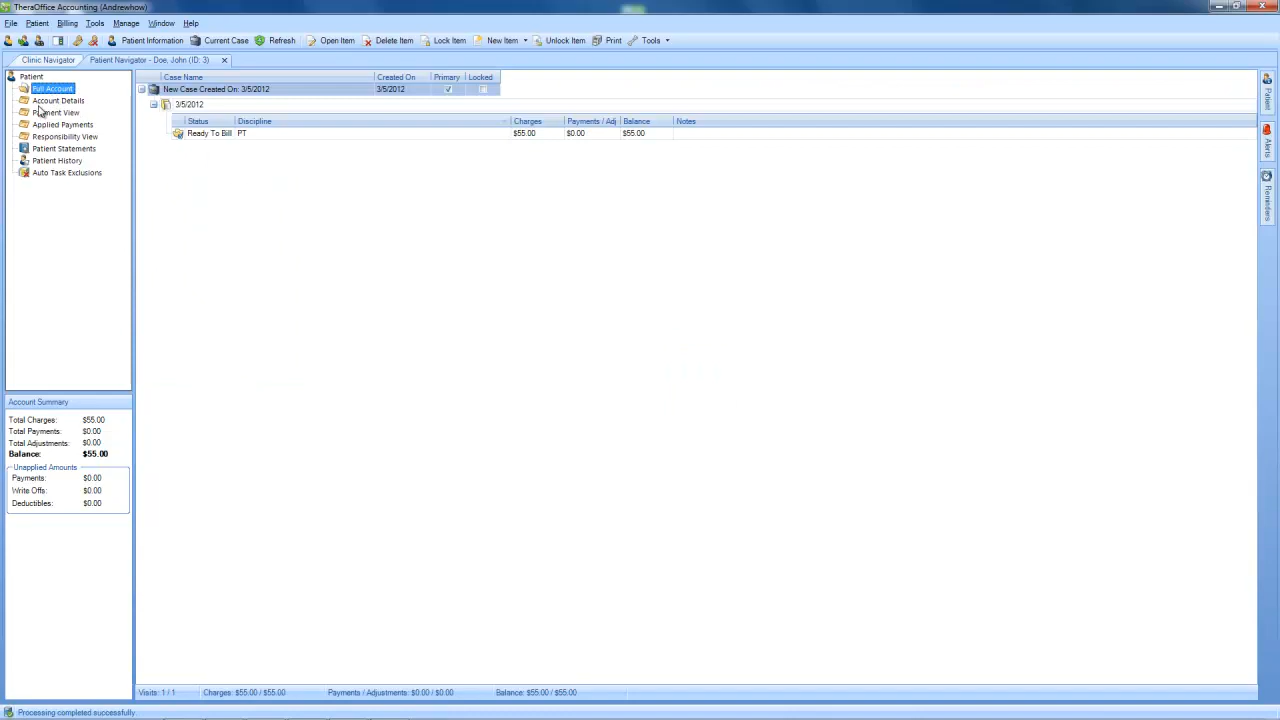 TheraOffice Accounting (Andrewhow)
File Patient Billing Tools Manage Window Help
Patient Information Current Case Refresh Open Item Delete Item Lock Item New Item Unlock Item Print Tools
Clinic Navigator Patient Navigator - Doe, John (ID: 3)
Patient
Full Account
Account Details
Payment View
Applied Payments
Responsibility View
Patient Statements
Patient History
Auto Task Exclusions
Case Name Created On Primary Locked
New Case Created On: 3/5/2012 3/5/2012
3/5/2012
Status Discipline Charges Payments / Adj Balance Notes
Ready To Bill PT $55.00 $0.00 $55.00
Patient
Alerts
Reminders
Account Summary
Total Charges: $55.00
Total Payments: $0.00
Total Adjustments: $0.00
Balance: $55.00
Unapplied Amounts
Payments: $0.00
Write Offs: $0.00
Deductibles: $0.00
Visits: 1 / 1 Charges: $55.00 / $55.00 Payments / Adjustments: $0.00 / $0.00 Balance: $55.00 / $55.00
Processing completed successfully